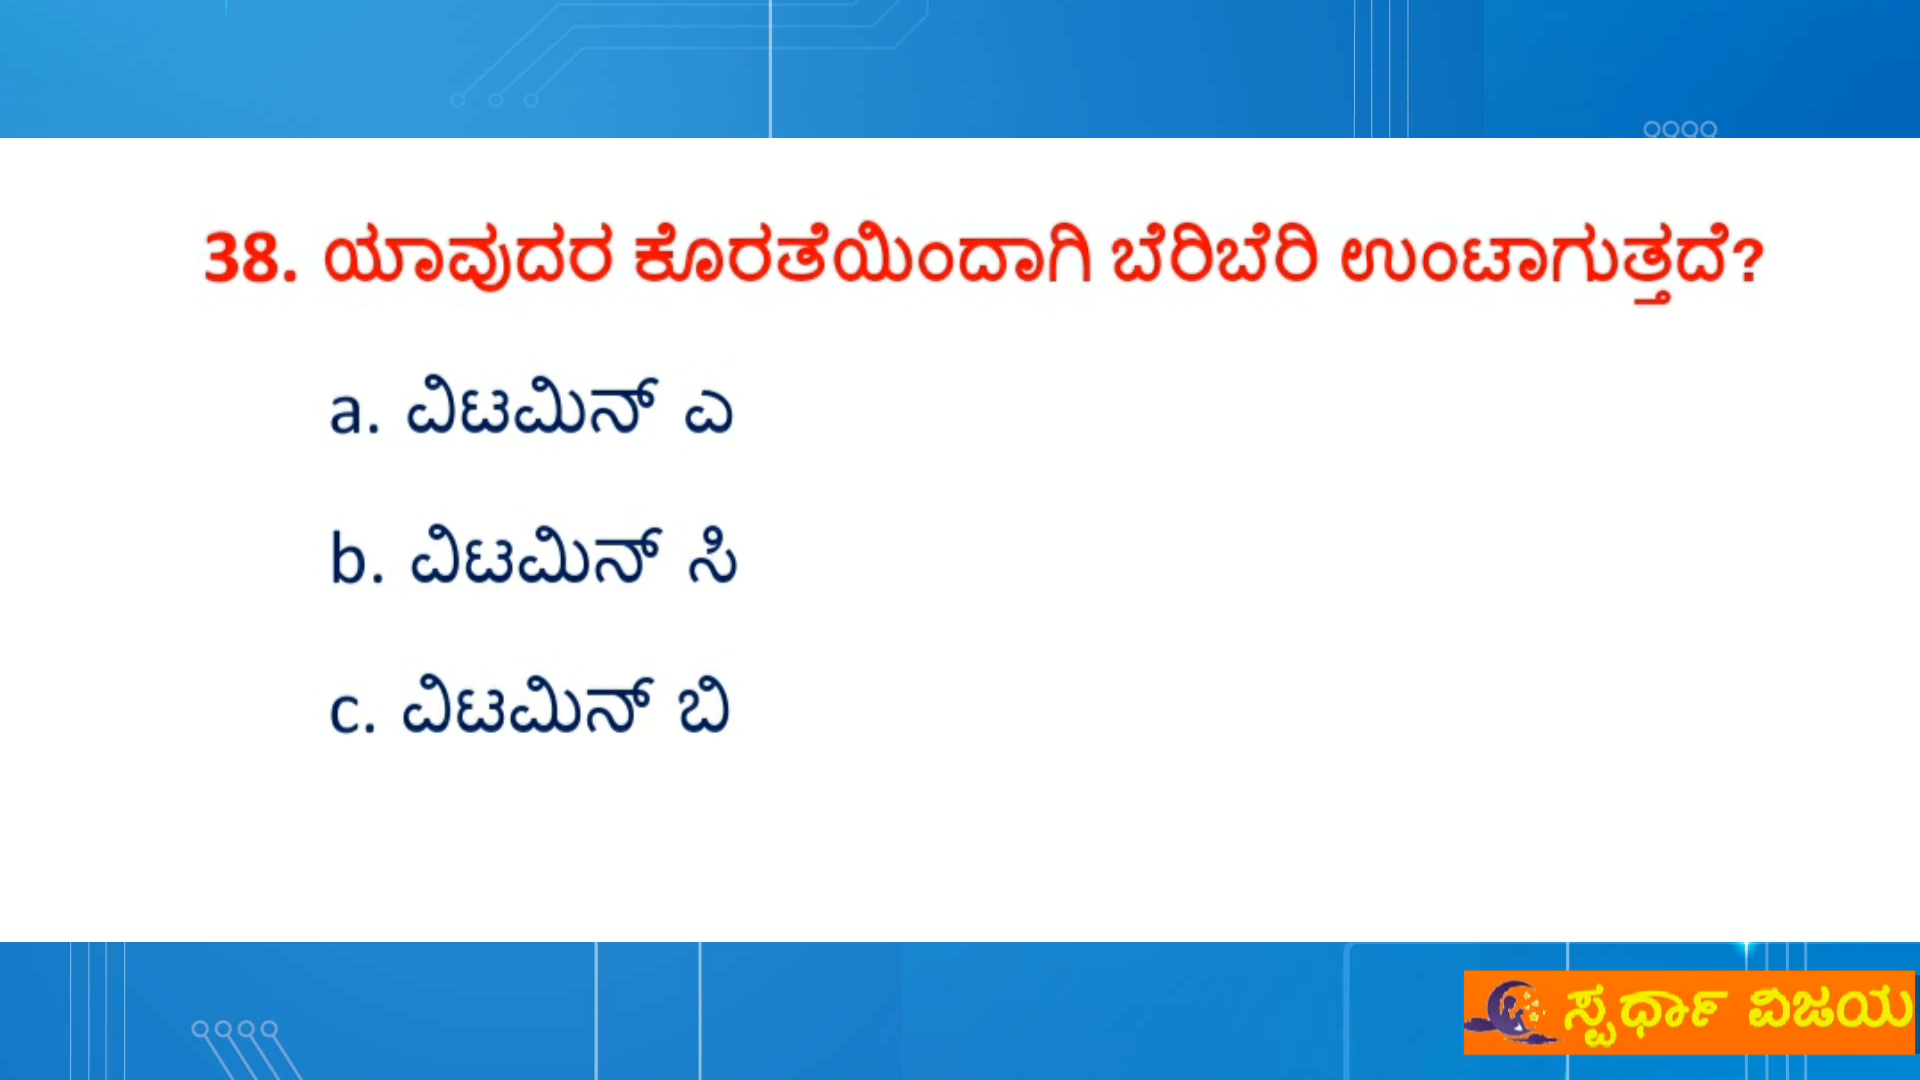 38. ಯಾವುದರ ಕೊರತೆಯಿಂದಾಗಿ ಬೆರಿಬೆರಿ ಉಂಟಾಗುತ್ತದೆ?
a. ವಿಟಮಿನ್ ಎ
b. ವಿಟಮಿನ್ ಸಿ
c. ವಿಟಮಿನ್ ಬಿ
ಸ್ಪರ್ಧಾ ವಿಜಯ